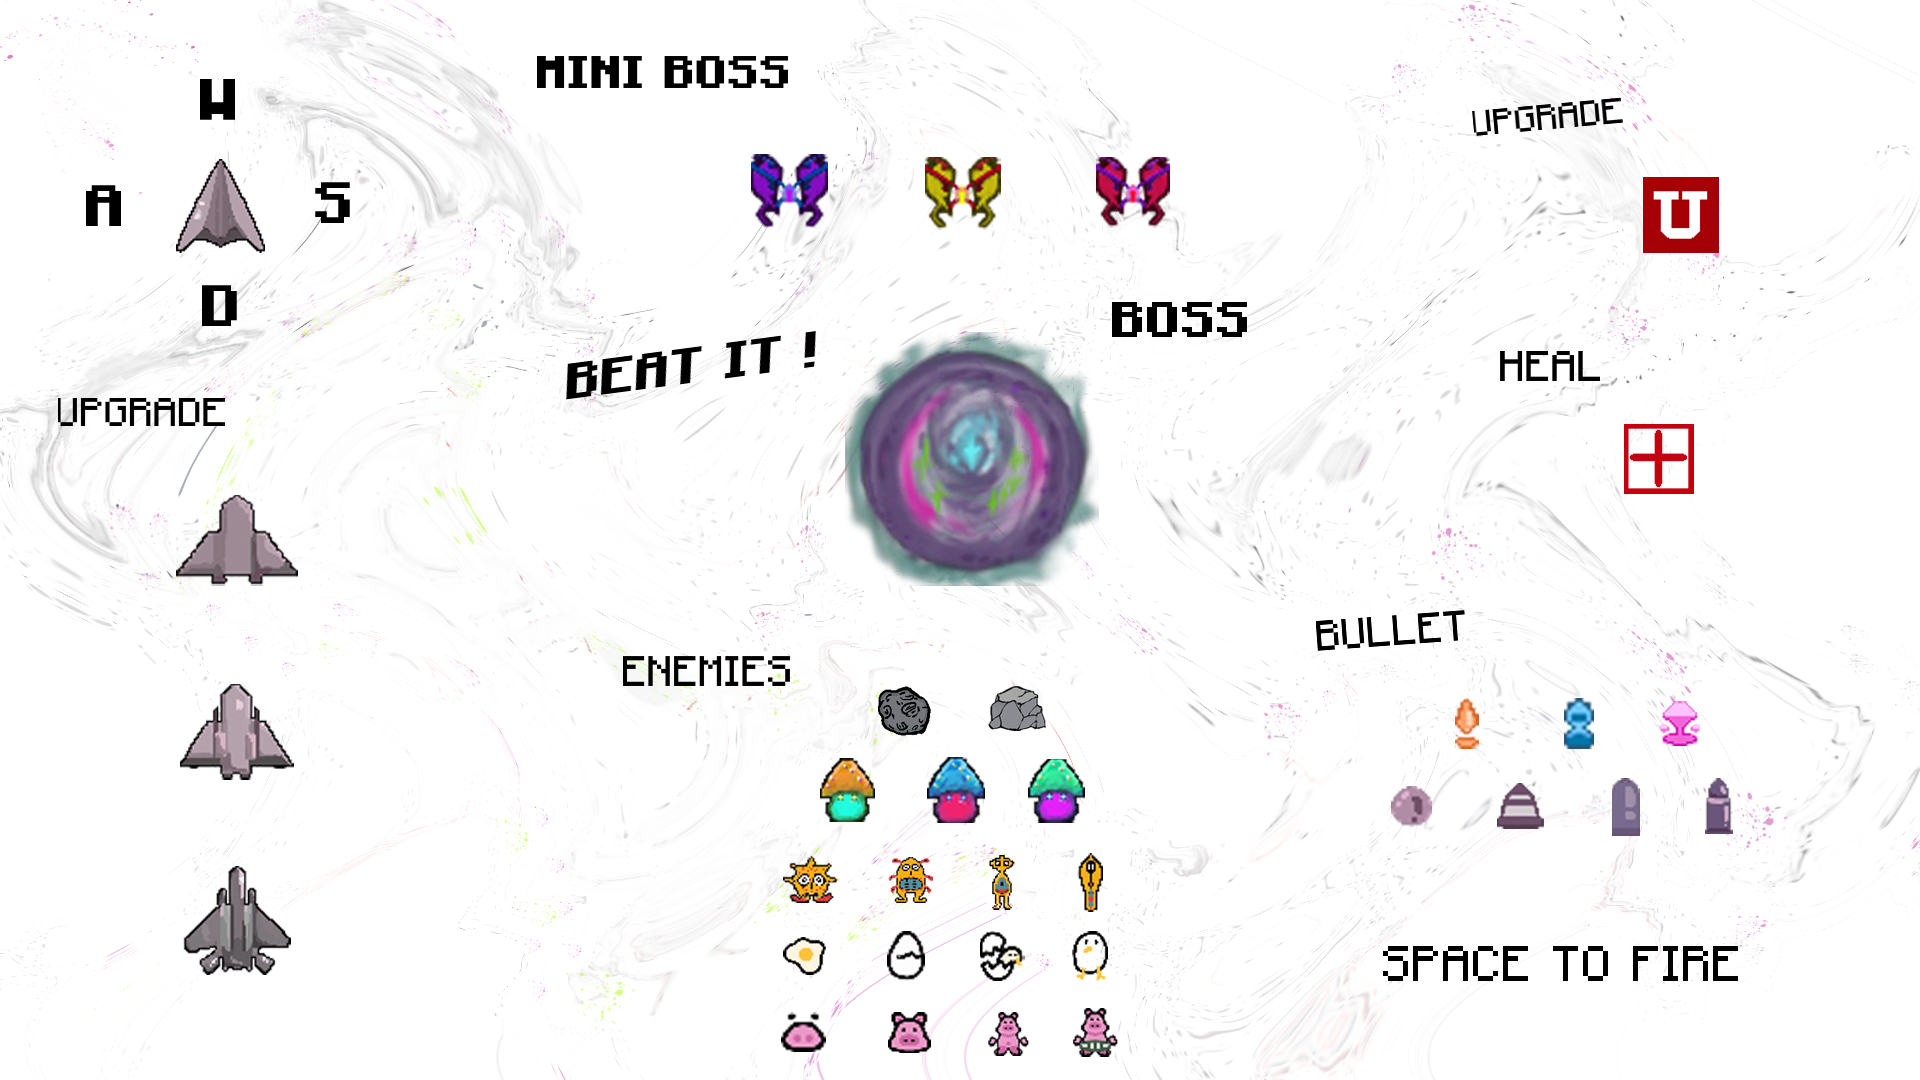 MINI BOSS
W
A
S
D
UPGRADE
U
BOSS
BEAT IT !
HEAL
UPGRADE
BULLET
ENEMIES
SPACE TO FIRE